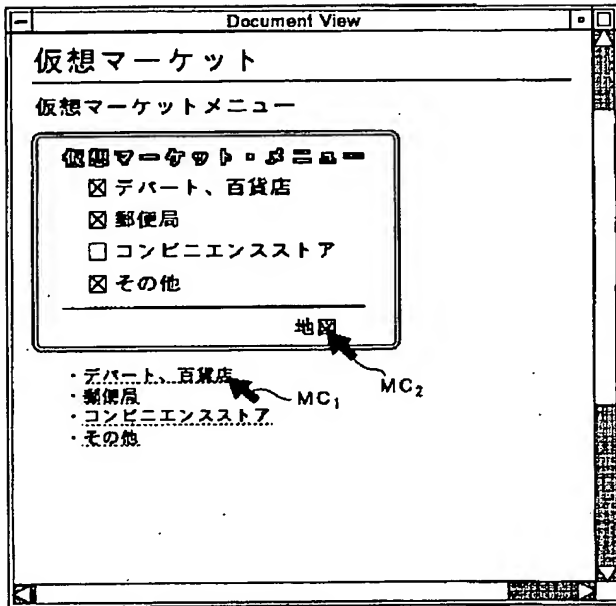 Document View
仮想マーケット
仮想マーケットメニュー
仮想マーケット・メニュー
デパート、百貨店
郵便局
コンビニエンスストア
その他
地図
・デパート、百貨店
・郵便局
・コンビニエンスストア
・その他
MC₁
MC₂